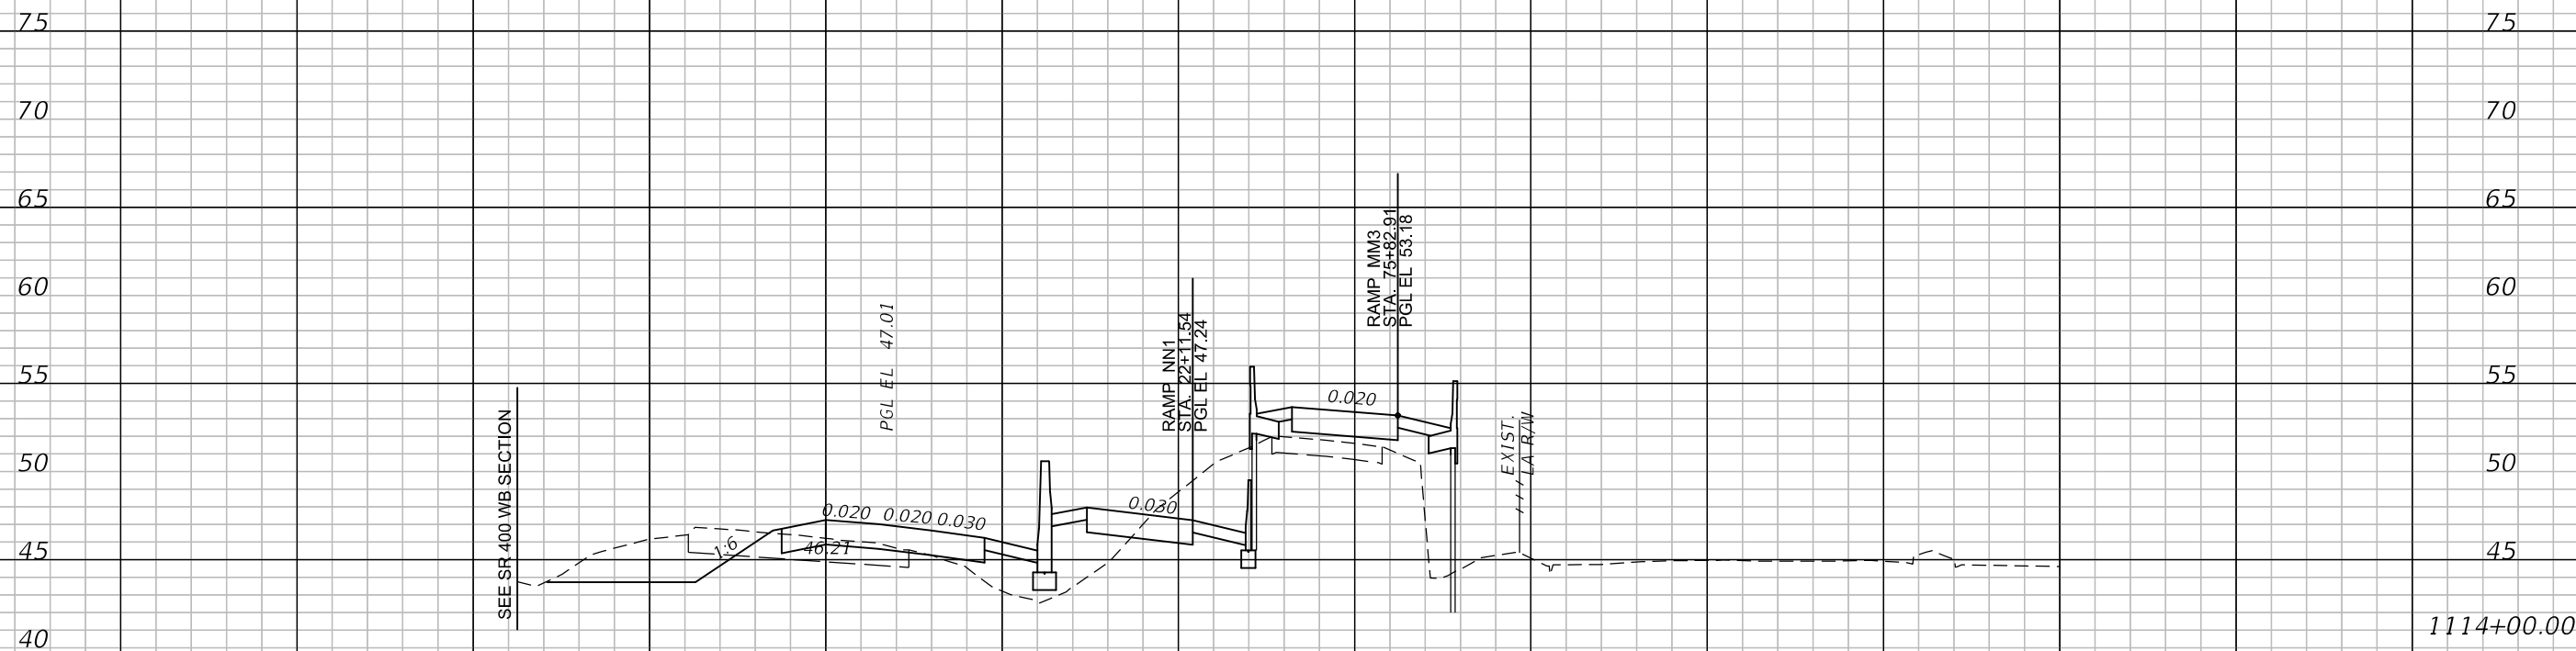 75 75
70 70
65 65
60 60
55 55
50 50
45 45
40
SEE SR 400 WB SECTION
1:6
46.21
0.020 0.020 0.030
PGL EL 47.01
RAMP NN1
STA. 22+11.54
PGL EL 47.24
0.030
RAMP MM3
STA. 75+82.91
PGL EL 53.18
0.020
EXIST.
LA R/W
1114+00.00